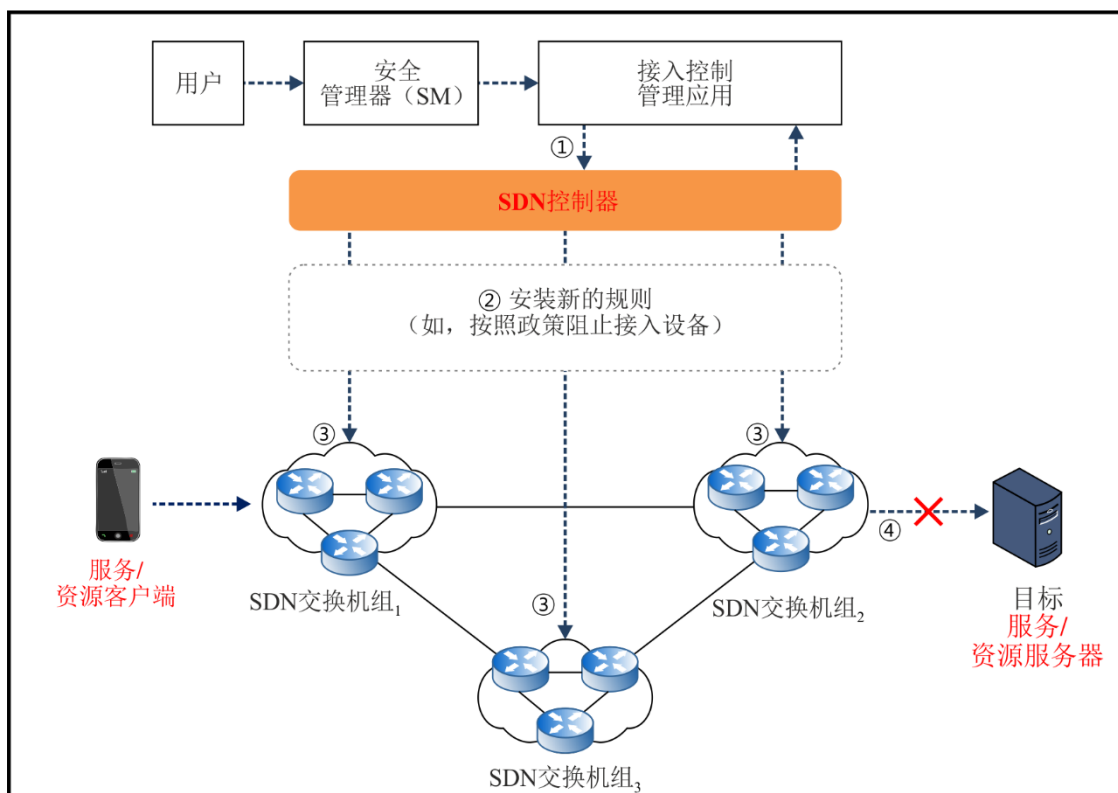 用户
安全
管理器（SM）
接入控制
管理应用
①
SDN控制器
② 安装新的规则
（如，按照政策阻止接入设备）
③
③
④
服务/
资源客户端
SDN交换机组1
③
SDN交换机组2
目标
服务/
资源服务器
SDN交换机组3